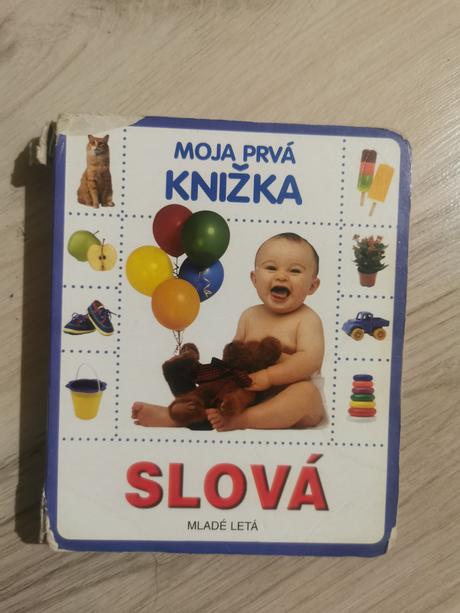 MOJA PRVÁ
KNIŽKA
SLOVÁ
MLADÉ LETÁ